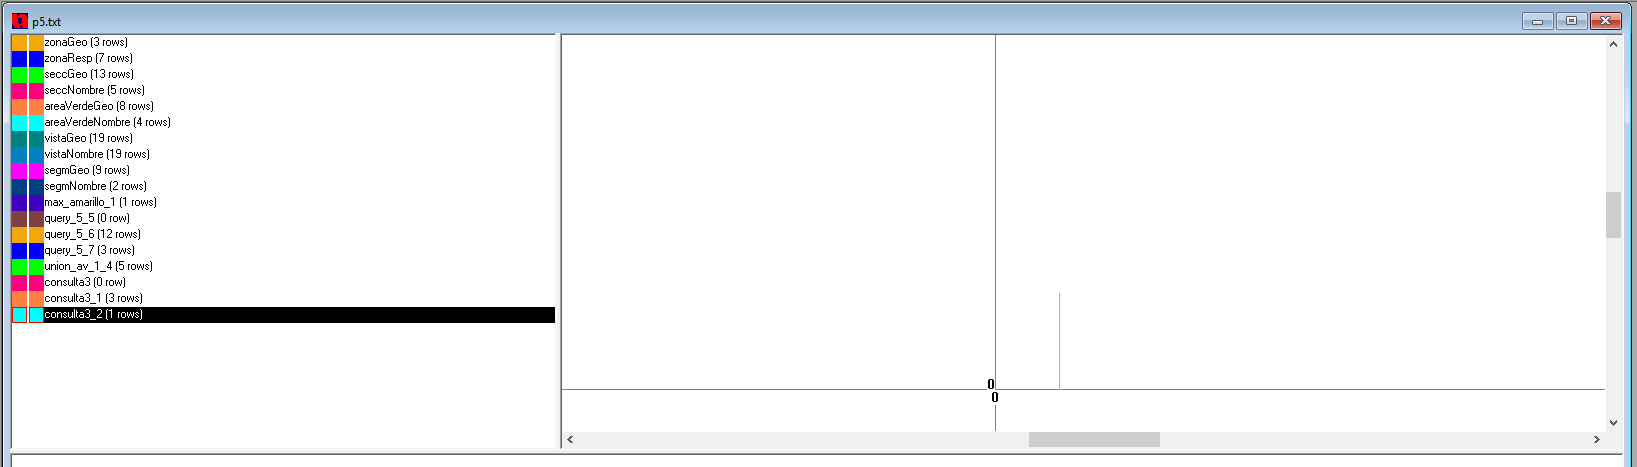 p5.txt
zonaGeo (3 rows)
zonaResp (7 rows)
seccGeo (13 rows)
seccNombre (5 rows)
areaVerdeGeo (8 rows)
areaVerdeNombre (4 rows)
vistaGeo (19 rows)
vistaNombre (19 rows)
segmGeo (9 rows)
segmNombre (2 rows)
max_amarillo_1 (1 rows)
query_5_5 (0 row)
query_5_6 (12 rows)
query_5_7 (3 rows)
union_av_1_4 (5 rows)
consulta3 (0 row)
consulta3_1 (3 rows)
consulta3_2 (1 rows)
0
0